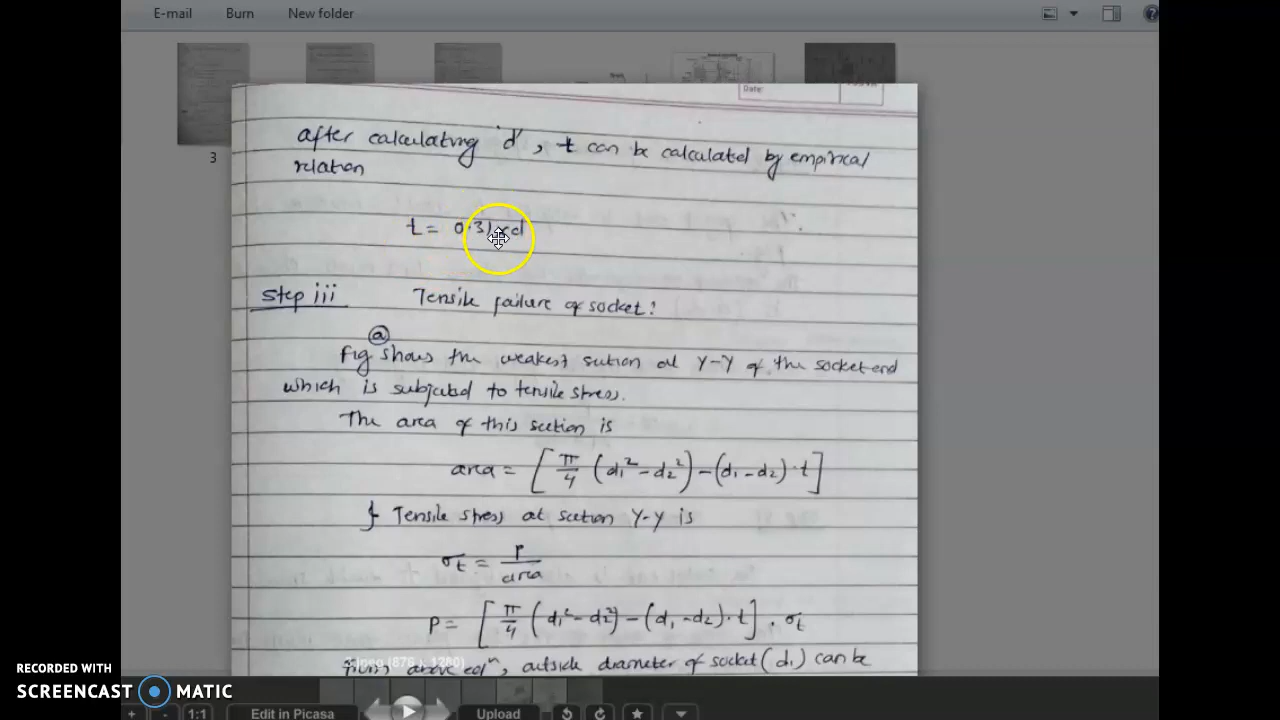 E-mail Burn New folder
Date:
3
after calculating 'd', t can be calculated by empirical
relation
t = 0.31×d
Step iii Tensile failure of socket:
ⓐ
Fig shows the weakest section at Y-Y of the socket end
which is subjected to tensile stress.
The area of this section is
area = [π/4 (d₁² - d₂²) - (d₁ - d₂)·t]
} Tensile stress at section Y-Y is
σt = P/area
P = [π/4 (d₁² - d₂²) - (d₁ - d₂)·t] . σt
from above eqⁿ, outside diameter of socket (d₁) can be
RECORDED WITH
SCREENCAST MATIC
+ - 1:1 Edit in Picasa Upload